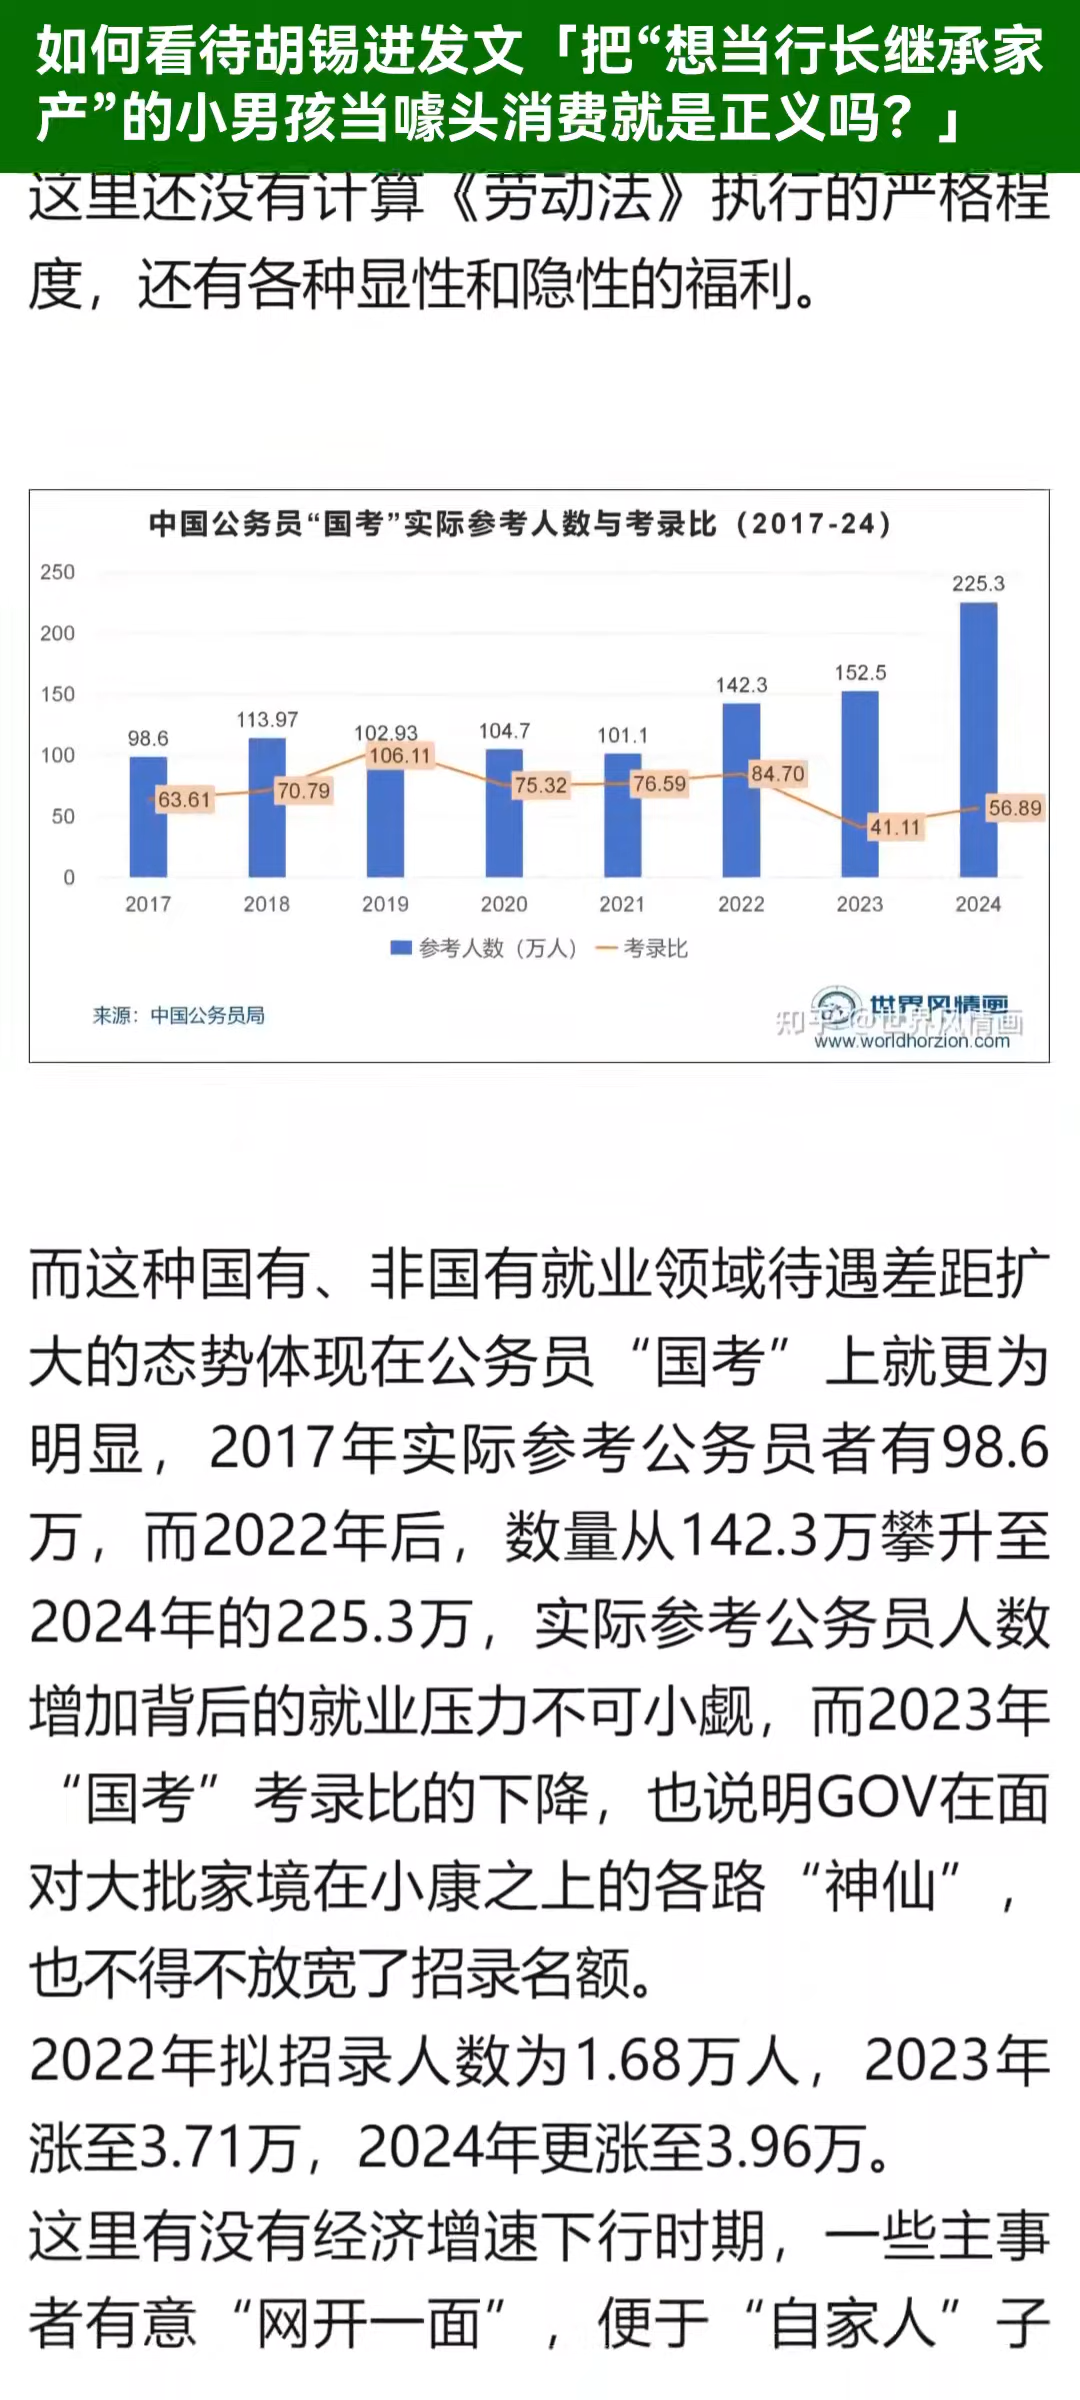 如何看待胡锡进发文「把“想当行长继承家
产”的小男孩当噱头消费就是正义吗？」
这里还没有计算《劳动法》执行的严格程
度，还有各种显性和隐性的福利。
中国公务员“国考”实际参考人数与考录比（2017-24）
250
200
150
100
50
0
98.6
113.97
102.93
104.7
101.1
142.3
152.5
225.3
63.61
70.79
106.11
75.32
76.59
84.70
41.11
56.89
2017 2018 2019 2020 2021 2022 2023 2024
参考人数（万人） 考录比
来源：中国公务员局
世界风情画
知乎 @世界风情画
www.worldhorzion.com
而这种国有、非国有就业领域待遇差距扩
大的态势体现在公务员“国考”上就更为
明显，2017年实际参考公务员者有98.6
万，而2022年后，数量从142.3万攀升至
2024年的225.3万，实际参考公务员人数
增加背后的就业压力不可小觑，而2023年
“国考”考录比的下降，也说明GOV在面
对大批家境在小康之上的各路“神仙”，
也不得不放宽了招录名额。
2022年拟招录人数为1.68万人，2023年
涨至3.71万，2024年更涨至3.96万。
这里有没有经济增速下行时期，一些主事
者有意“网开一面”，便于“自家人”子